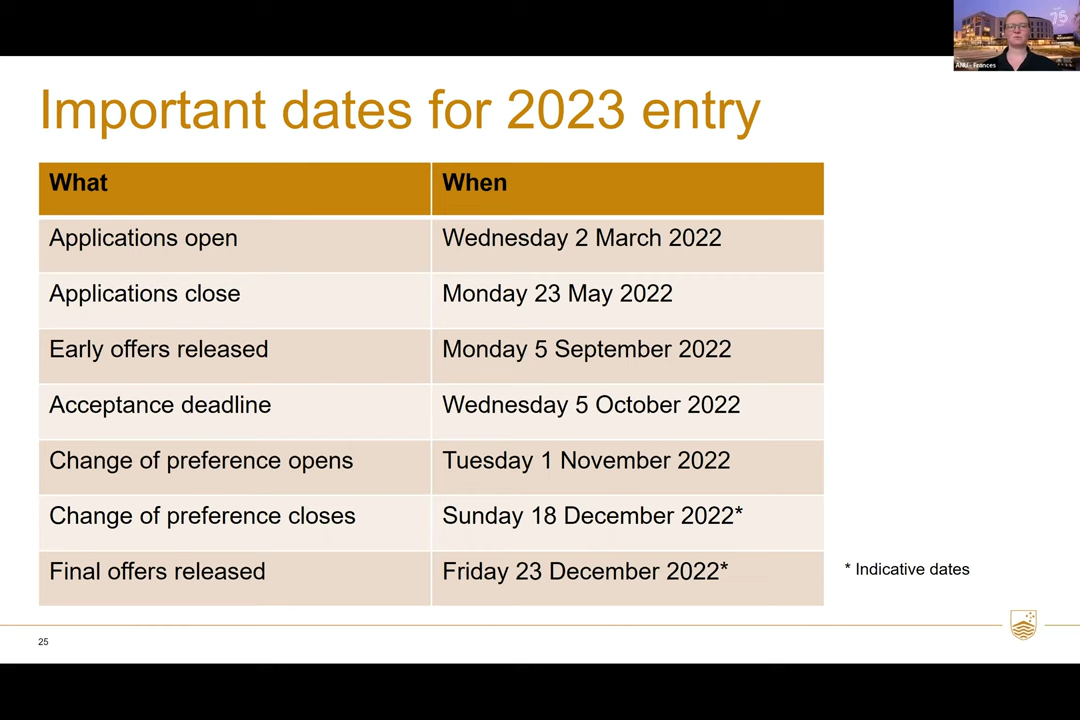 75
ANU - Frances
Important dates for 2023 entry
What When
Applications open Wednesday 2 March 2022
Applications close Monday 23 May 2022
Early offers released Monday 5 September 2022
Acceptance deadline Wednesday 5 October 2022
Change of preference opens Tuesday 1 November 2022
Change of preference closes Sunday 18 December 2022*
Final offers released Friday 23 December 2022*
* Indicative dates
25